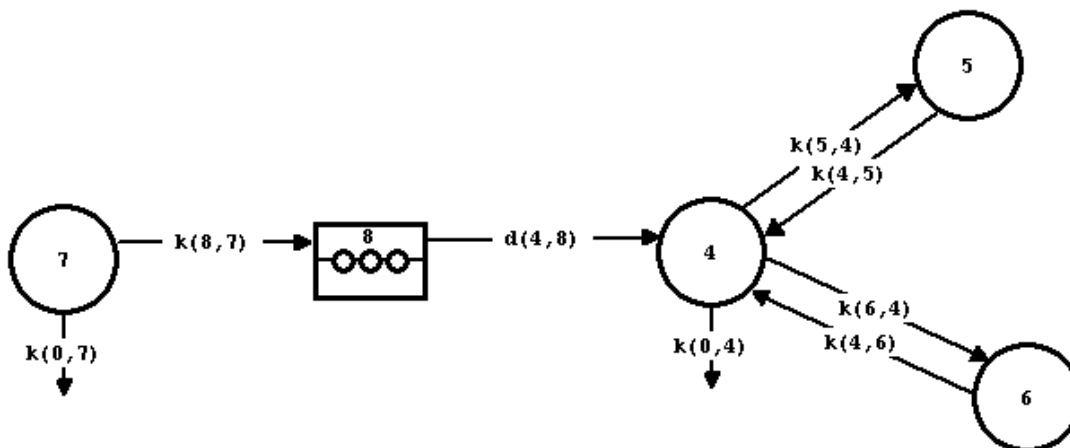 5
k(5,4)
k(4,5)
7
k(8,7)
8
d(4,8)
4
k(6,4)
k(4,6)
k(0,7)
k(0,4)
6